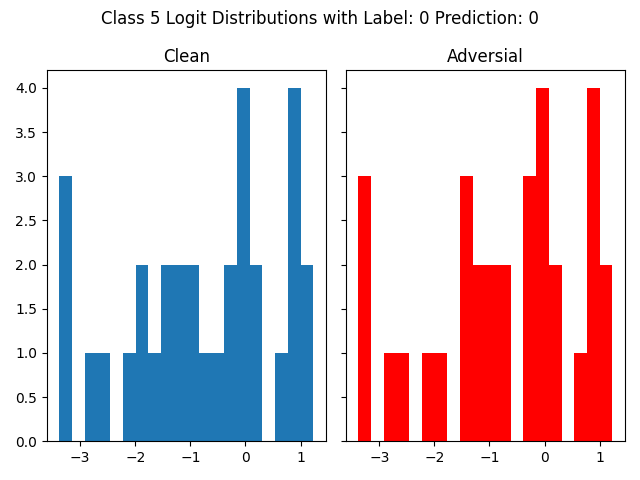 Class 5 Logit Distributions with Label: 0 Prediction: 0
Clean
Adversial
4.0
3.5
3.0
2.5
2.0
1.5
1.0
0.5
0.0
−3 −2 −1 0 1
−3 −2 −1 0 1